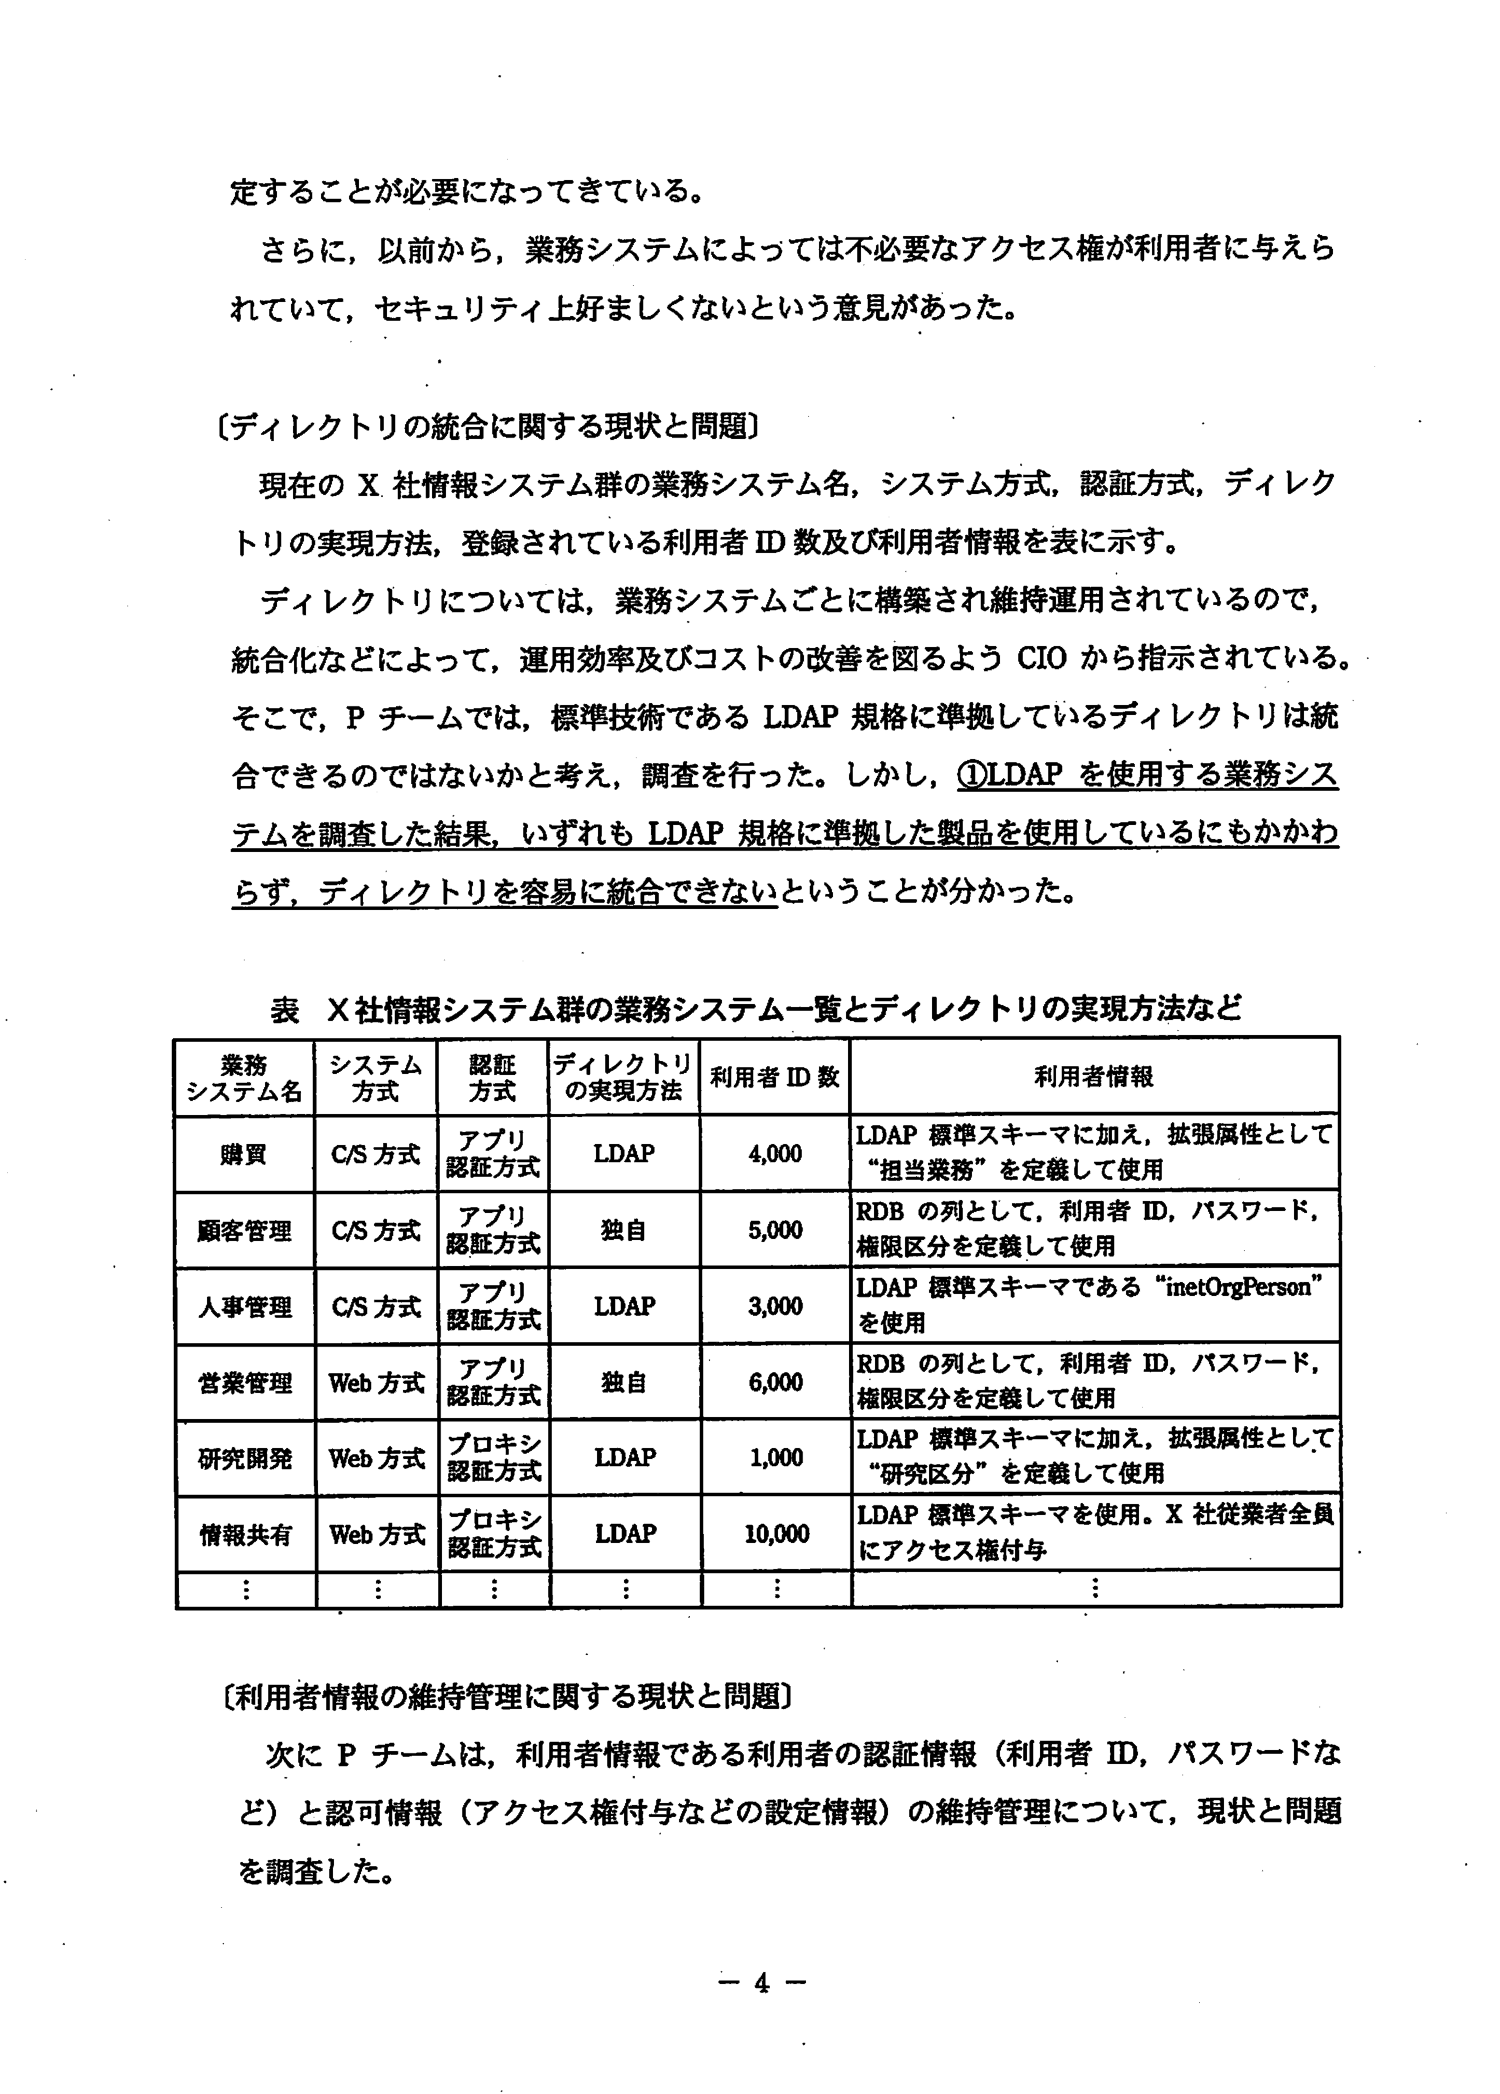 定することが必要になってきている。
さらに，以前から，業務システムによっては不必要なアクセス権が利用者に与えら
れていて，セキュリティ上好ましくないという意見があった。
〔ディレクトリの統合に関する現状と問題〕
現在の X 社情報システム群の業務システム名，システム方式，認証方式，ディレク
トリの実現方法，登録されている利用者 ID 数及び利用者情報を表に示す。
ディレクトリについては，業務システムごとに構築され維持運用されているので，
統合化などによって，運用効率及びコストの改善を図るよう CIO から指示されている。
そこで，P チームでは，標準技術である LDAP 規格に準拠しているディレクトリは統
合できるのではないかと考え，調査を行った。しかし，①LDAP を使用する業務シス
テムを調査した結果，いずれも LDAP 規格に準拠した製品を使用しているにもかかわ
らず，ディレクトリを容易に統合できないということが分かった。
表 X社情報システム群の業務システム一覧とディレクトリの実現方法など
業務
システム名
システム
方式
認証
方式
ディレクトリ
の実現方法
利用者 ID 数
利用者情報
購買
C/S 方式
アプリ
認証方式
LDAP
4,000
LDAP 標準スキーマに加え，拡張属性として
“担当業務” を定義して使用
顧客管理
C/S 方式
アプリ
認証方式
独自
5,000
RDB の列として，利用者 ID，パスワード，
権限区分を定義して使用
人事管理
C/S 方式
アプリ
認証方式
LDAP
3,000
LDAP 標準スキーマである “inetOrgPerson”
を使用
営業管理
Web 方式
アプリ
認証方式
独自
6,000
RDB の列として，利用者 ID，パスワード，
権限区分を定義して使用
研究開発
Web 方式
プロキシ
認証方式
LDAP
1,000
LDAP 標準スキーマに加え，拡張属性として
“研究区分” を定義して使用
情報共有
Web 方式
プロキシ
認証方式
LDAP
10,000
LDAP 標準スキーマを使用。X 社従業者全員
にアクセス権付与
⋮ ⋮ ⋮ ⋮ ⋮ ⋮
〔利用者情報の維持管理に関する現状と問題〕
次に P チームは，利用者情報である利用者の認証情報（利用者 ID，パスワードな
ど）と認可情報（アクセス権付与などの設定情報）の維持管理について，現状と問題
を調査した。
－ 4 －